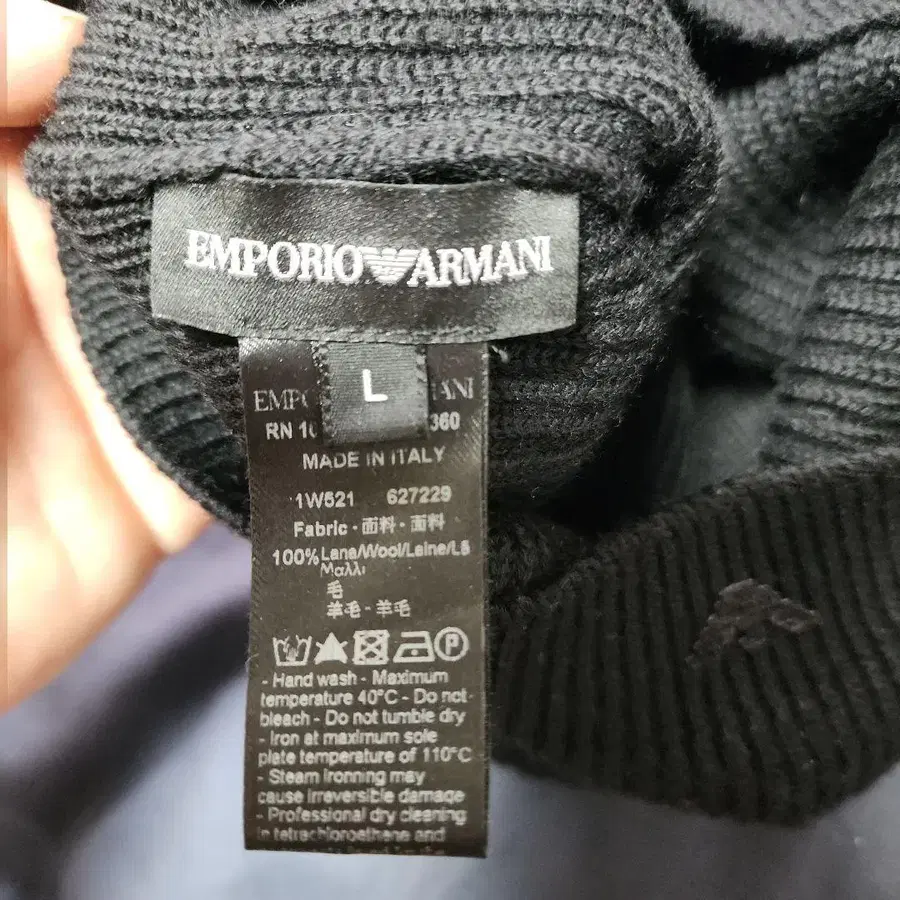 EMPORIO ARMANI
L
EMP ANI
RN 10 360
MADE IN ITALY
1W521 627229
Fabric - 面料 - 面料
100% Lana/Wool/Laine/Lã
Μαλλι
毛
羊毛 - 羊毛
P
- Hand wash - Maximum
temperature 40°C - Do not
bleach - Do not tumble dry
- Iron at maximum sole
plate temperature of 110°C
- Steam ironning may
cause irreversible damage
- Professional dry cleaning
in tetrachloroethene and